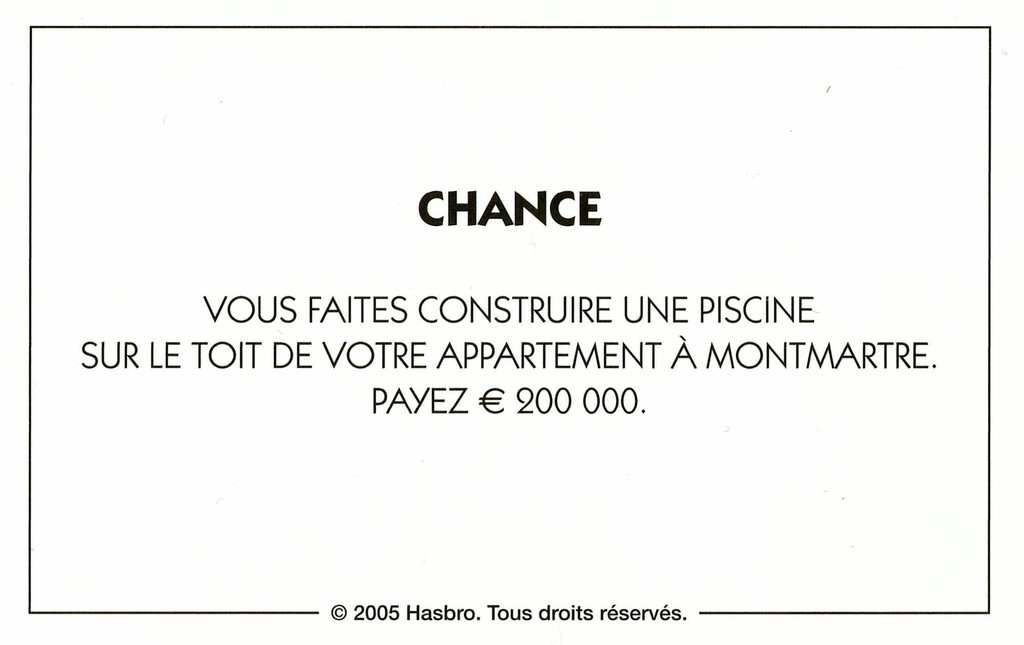 CHANCE
VOUS FAITES CONSTRUIRE UNE PISCINE
SUR LE TOIT DE VOTRE APPARTEMENT À MONTMARTRE.
PAYEZ € 200 000.
© 2005 Hasbro. Tous droits réservés.